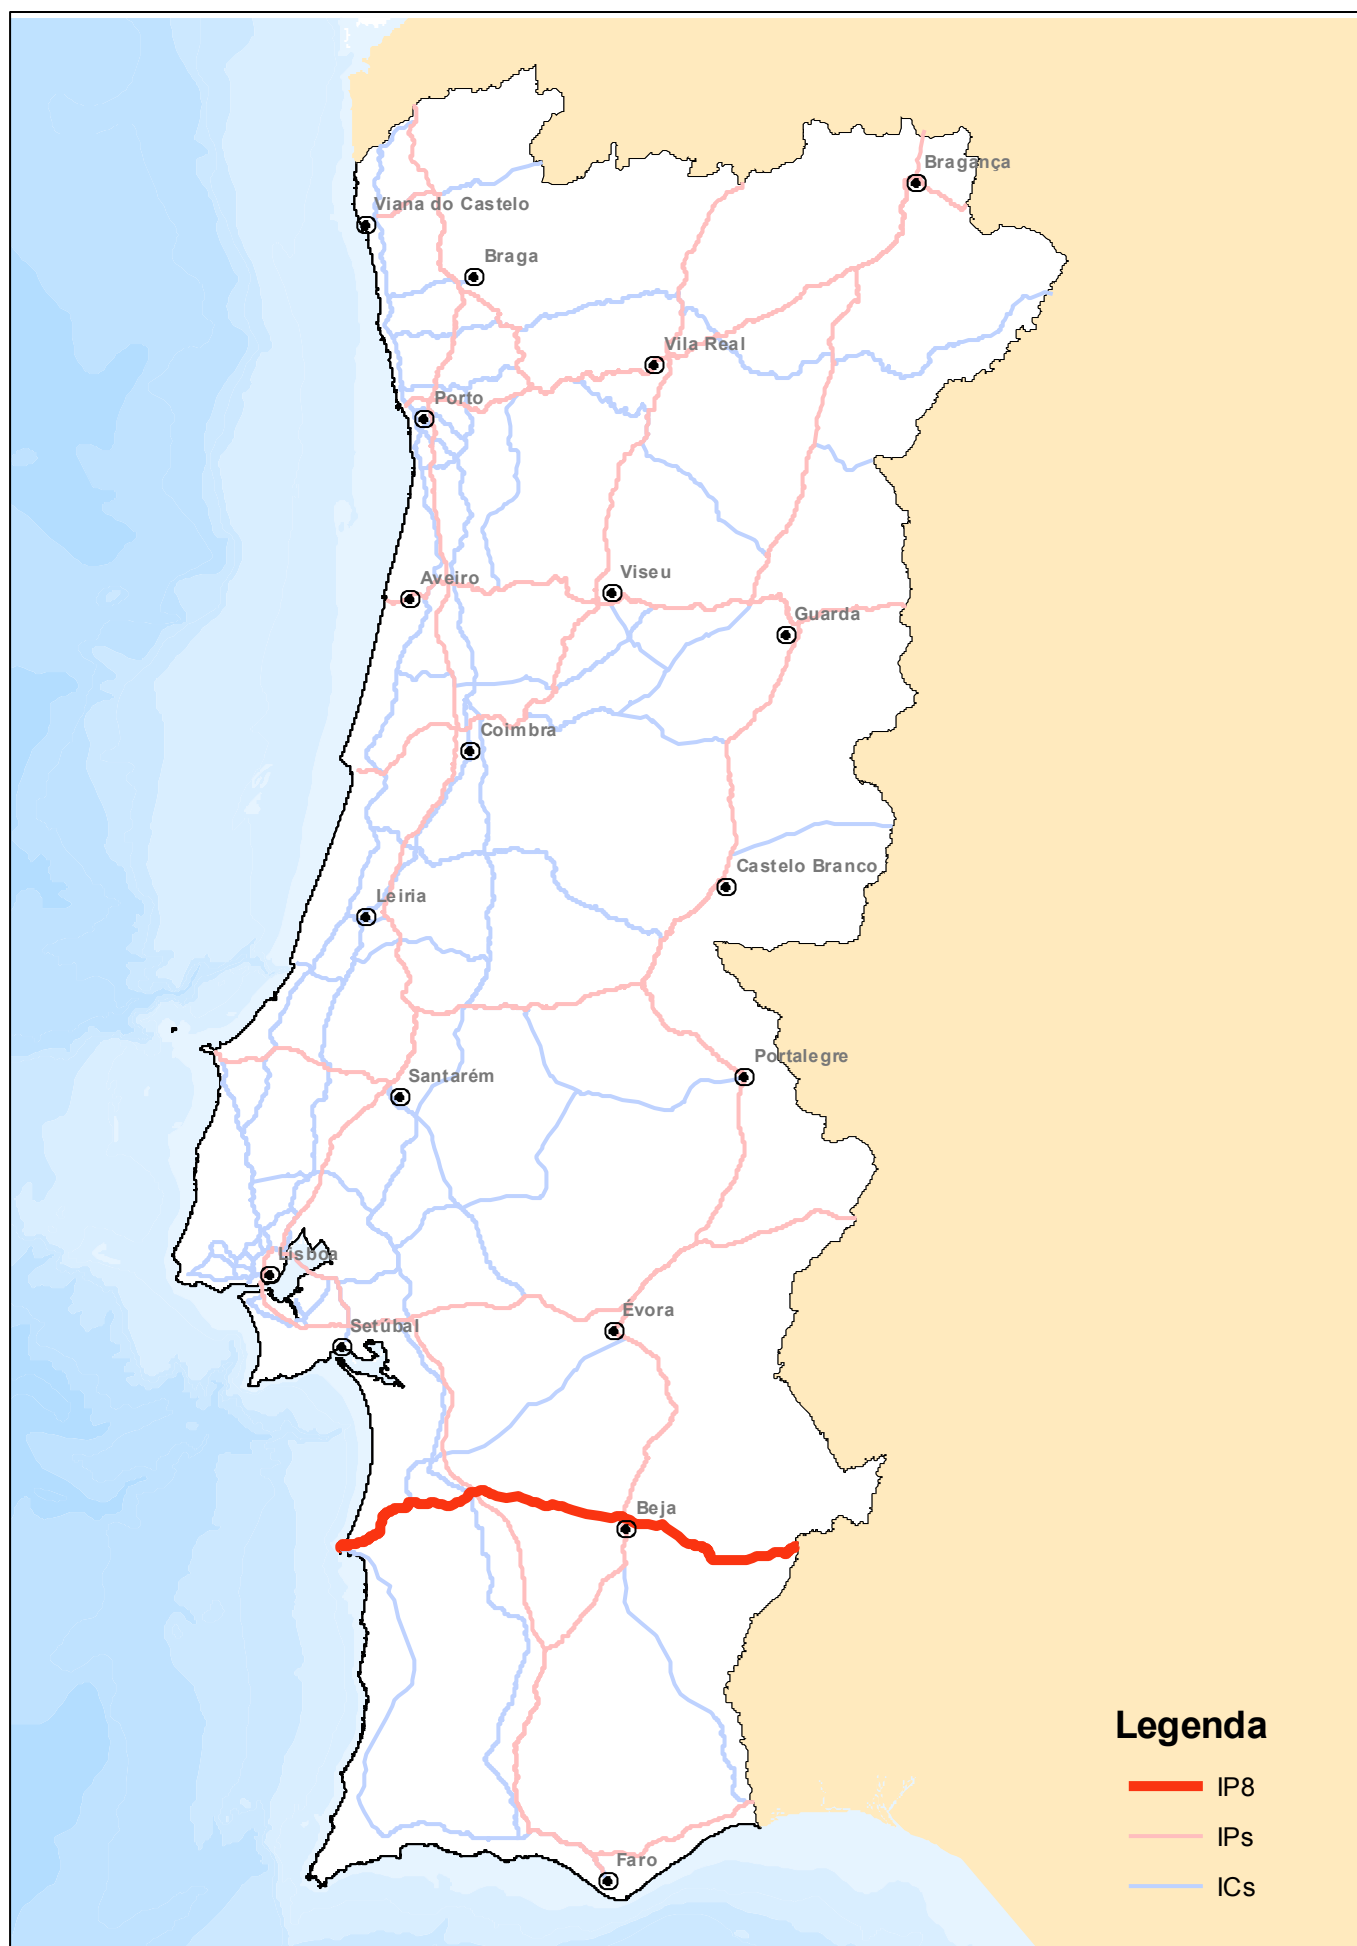 Bragança
Viana do Castelo
Braga
Vila Real
Porto
Aveiro
Viseu
Guarda
Coimbra
Castelo Branco
Leiria
Portalegre
Santarém
Lisboa
Évora
Setúbal
Beja
Faro
Legenda
IP8
IPs
ICs